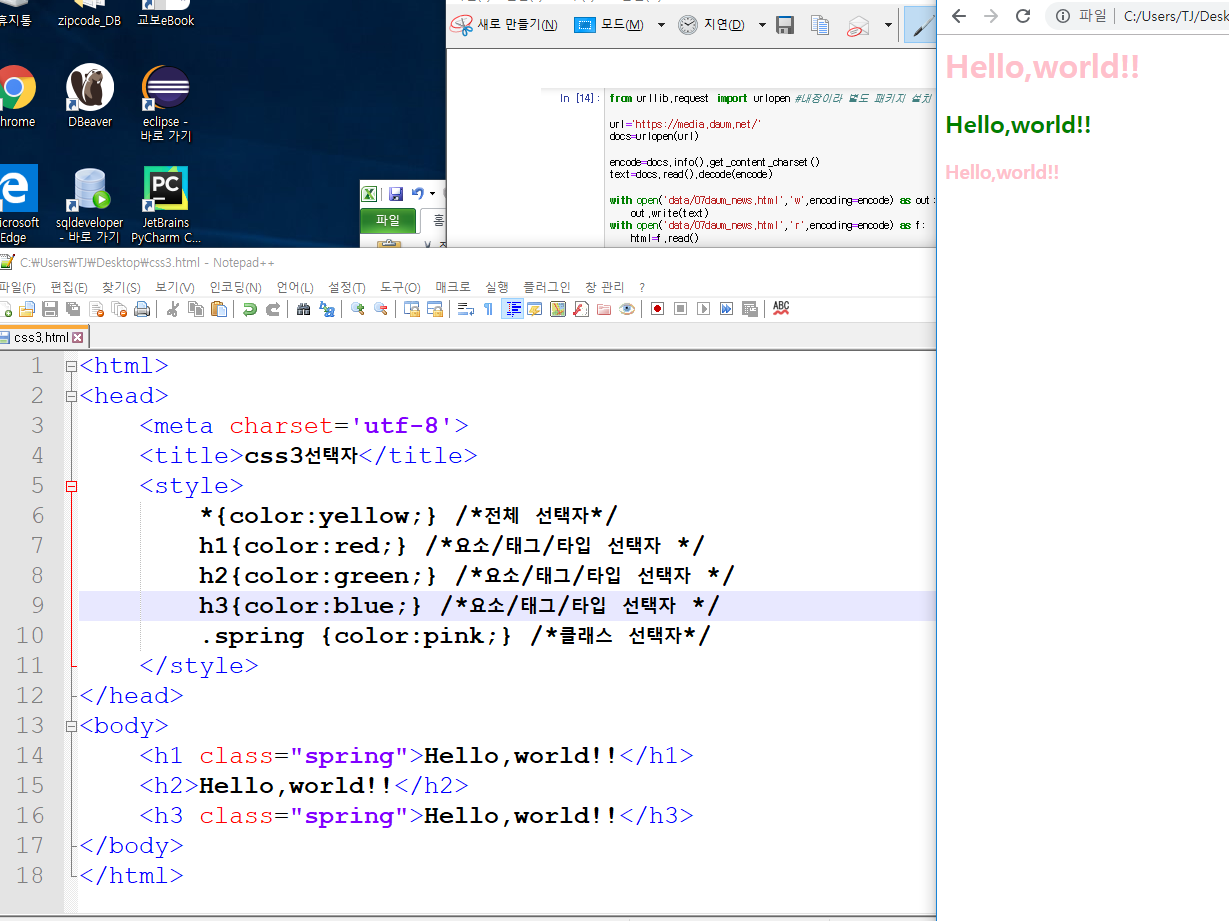 휴지통
zipcode_DB
교보eBook
hrome
DBeaver
eclipse -
바로 가기
icrosoft
Edge
sqldeveloper
- 바로 가기
JetBrains
PyCharm C...
파일
홈
새로 만들기(N)
모드(M)
지연(D)
In [14]:
from urllib.request import urlopen #내장이라 별도 패키지 설치
url='https://media.daum.net/'
docs=urlopen(url)
encode=docs.info().get_content_charset()
text=docs.read().decode(encode)
with open('data/07daum_news.html','w',encoding=encode) as out:
out.write(text)
with open('data/07daum_news.html','r',encoding=encode) as f:
html=f.read()
파일 | C:/Users/TJ/Desk
Hello,world!!
Hello,world!!
Hello,world!!
C:₩Users₩TJ₩Desktop₩css3.html - Notepad++
파일(F) 편집(E) 찾기(S) 보기(V) 인코딩(N) 언어(L) 설정(T) 도구(O) 매크로 실행 플러그인 창 관리 ?
ABC
css3.html
1 <html>
2 <head>
3 <meta charset='utf-8'>
4 <title>css3선택자</title>
5 <style>
6 *{color:yellow;} /*전체 선택자*/
7 h1{color:red;} /*요소/태그/타입 선택자 */
8 h2{color:green;} /*요소/태그/타입 선택자 */
9 h3{color:blue;} /*요소/태그/타입 선택자 */
10 .spring {color:pink;} /*클래스 선택자*/
11 </style>
12 </head>
13 <body>
14 <h1 class="spring">Hello,world!!</h1>
15 <h2>Hello,world!!</h2>
16 <h3 class="spring">Hello,world!!</h3>
17 </body>
18 </html>